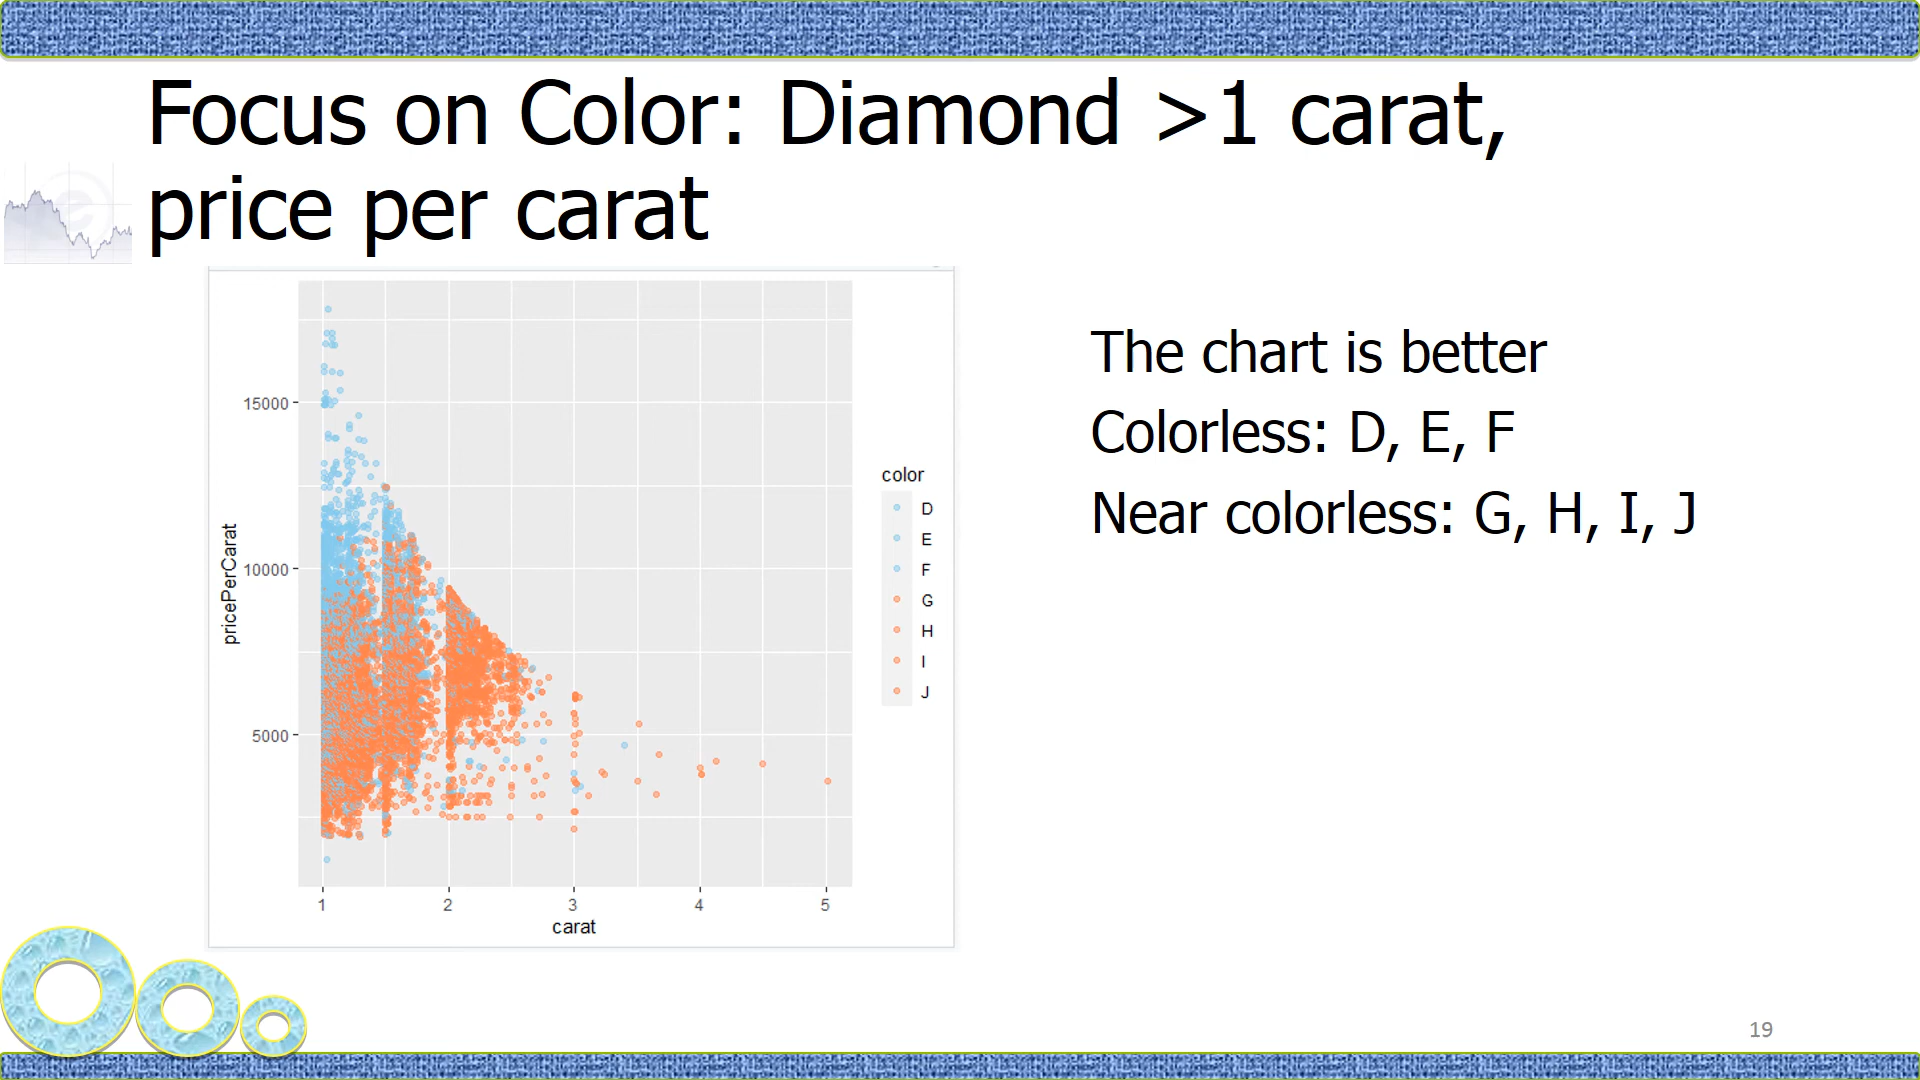 Focus on Color: Diamond >1 carat,
price per carat
The chart is better
Colorless: D, E, F
Near colorless: G, H, I, J
15000
10000
5000
pricePerCarat
1 2 3 4 5
carat
color
D
E
F
G
H
I
J
19